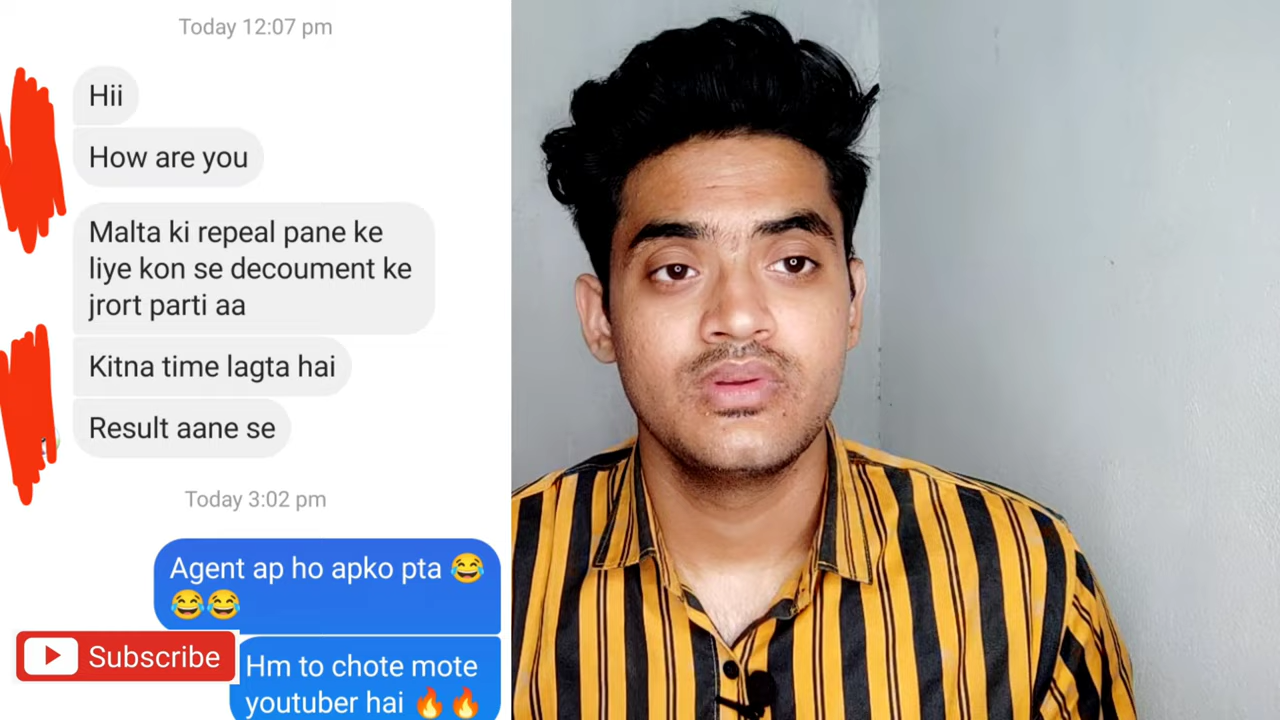 Today 12:07 pm
Hii
How are you
Malta ki repeal pane ke
liye kon se decoument ke
jrort parti aa
Kitna time lagta hai
Result aane se
Today 3:02 pm
Agent ap ho apko pta 😂
😂😂
Subscribe
Hm to chote mote
youtuber hai 🔥🔥